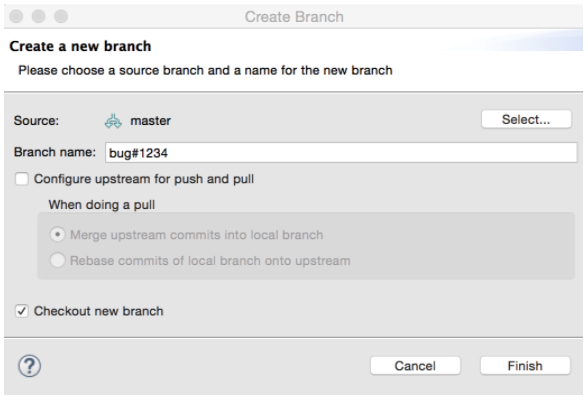 Create Branch
Create a new branch
Please choose a source branch and a name for the new branch
Source: master Select...
Branch name: bug#1234
Configure upstream for push and pull
When doing a pull
Merge upstream commits into local branch
Rebase commits of local branch onto upstream
Checkout new branch
? Cancel Finish